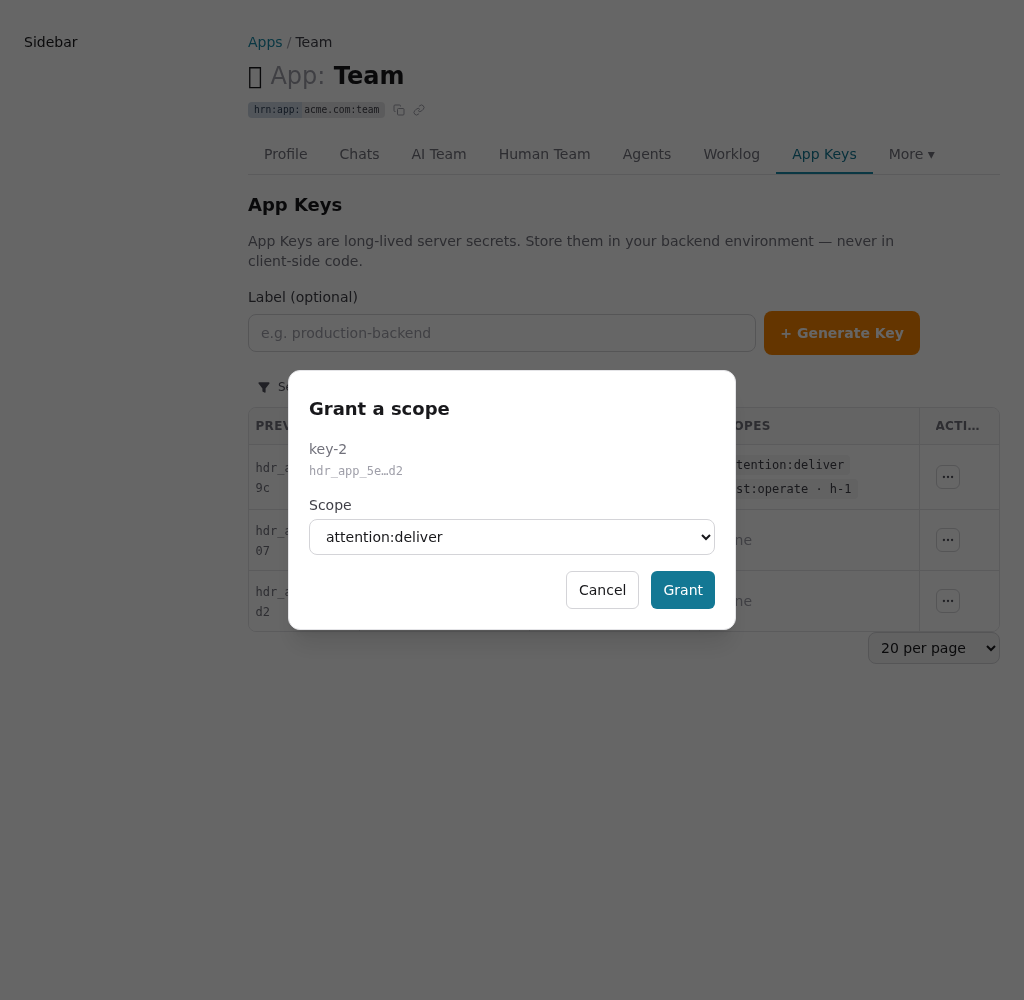 Sidebar
Apps / Team
App: Team
hrn:app: acme.com:team
Profile Chats AI Team Human Team Agents Worklog App Keys More ▾
App Keys
App Keys are long-lived server secrets. Store them in your backend environment — never in
client-side code.
Label (optional)
e.g. production-backend
+ Generate Key
ACTI…
9c
07
d2
Grant a scope
key-2
hdr_app_5e…d2
Scope
attention:deliver
Cancel
Grant
20 per page